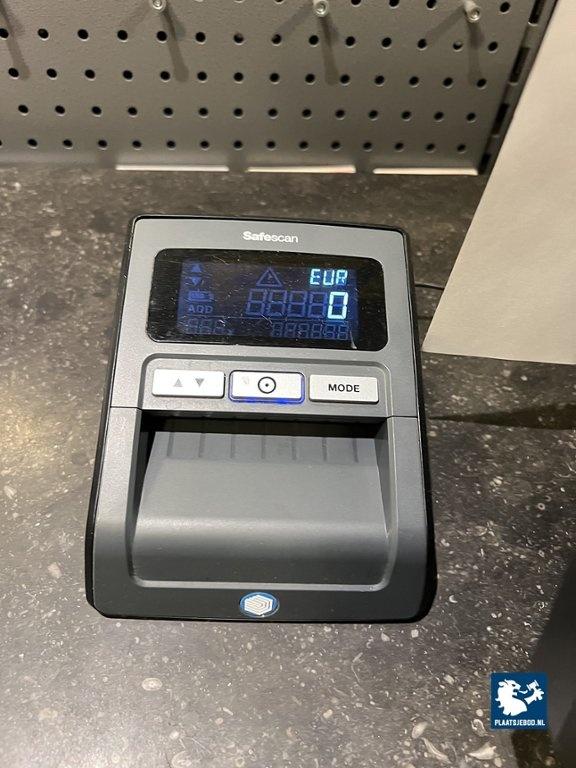 Safescan
EUR
0
ADD
MODE
PLAATSJEBOD.NL